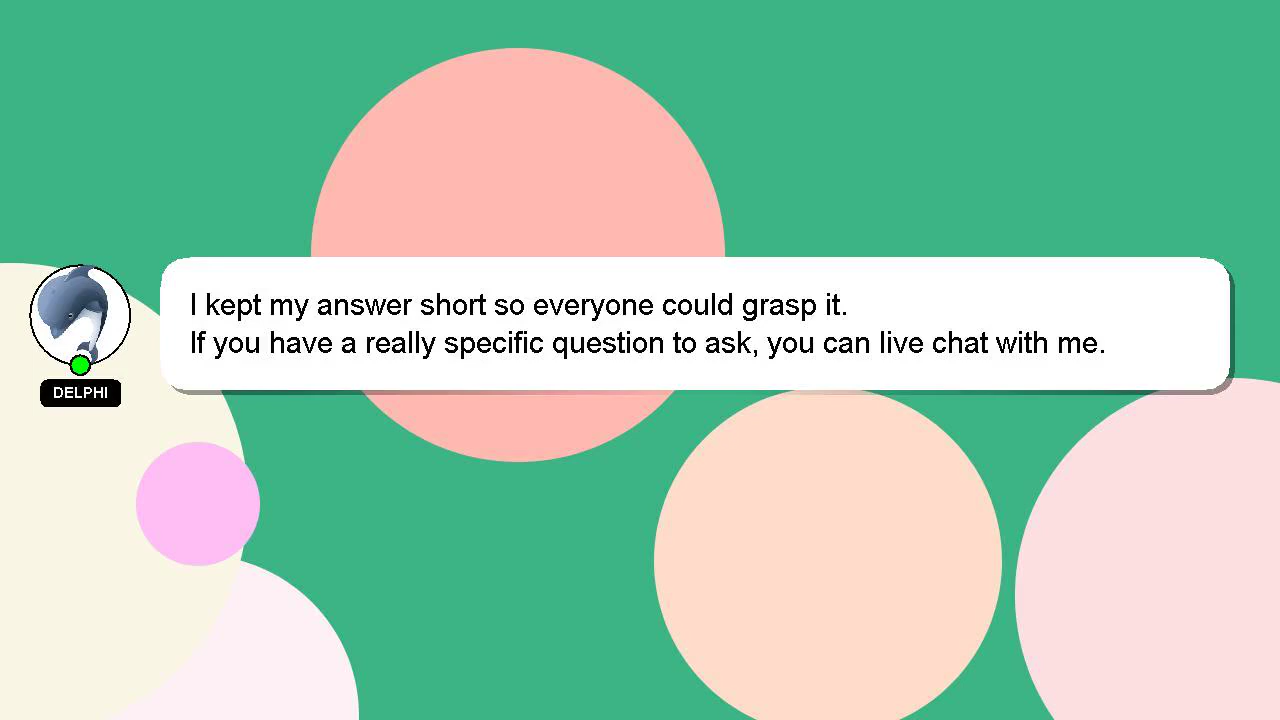 I kept my answer short so everyone could grasp it.
If you have a really specific question to ask, you can live chat with me.
DELPHI